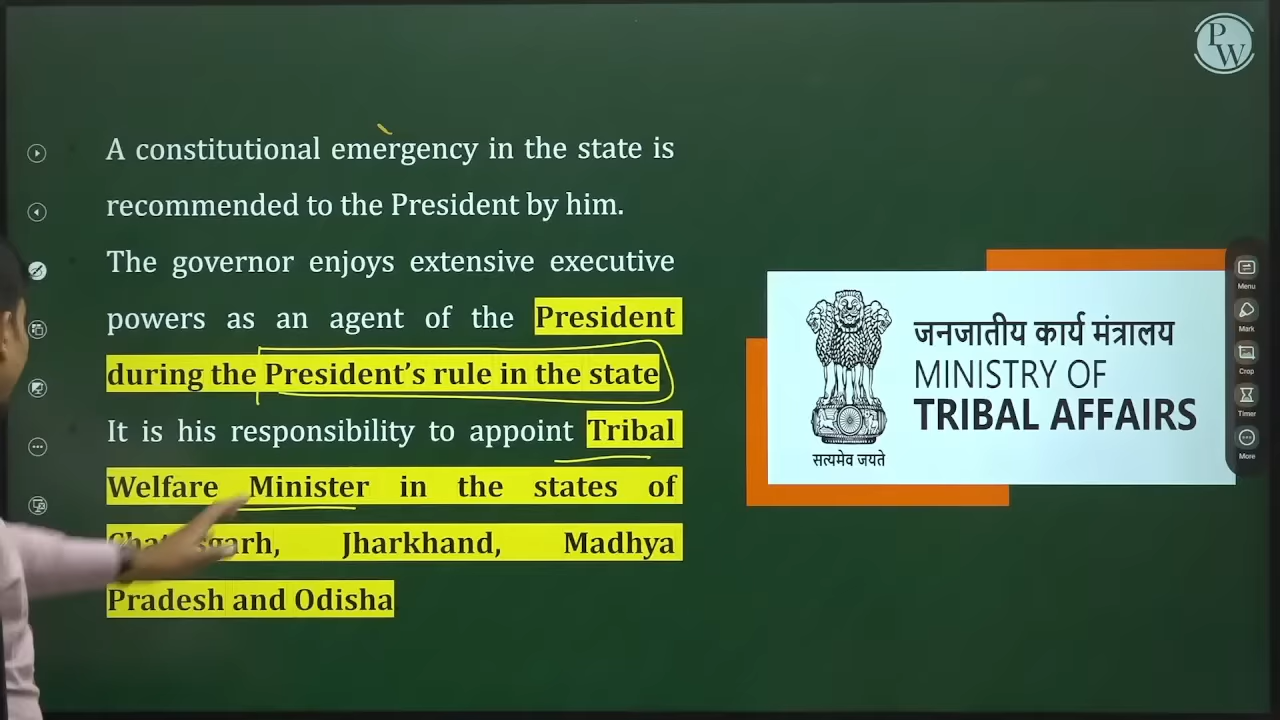 PW
A constitutional emergency in the state is
recommended to the President by him.
The governor enjoys extensive executive
powers as an agent of the President
during the President’s rule in the state
It is his responsibility to appoint Tribal
Welfare Minister in the states of
Jharkhand, Madhya
Pradesh and Odisha
जनजातीय कार्य मंत्रालय
MINISTRY OF
TRIBAL AFFAIRS
सत्यमेव जयते
Menu
Mark
Crop
Timer
More